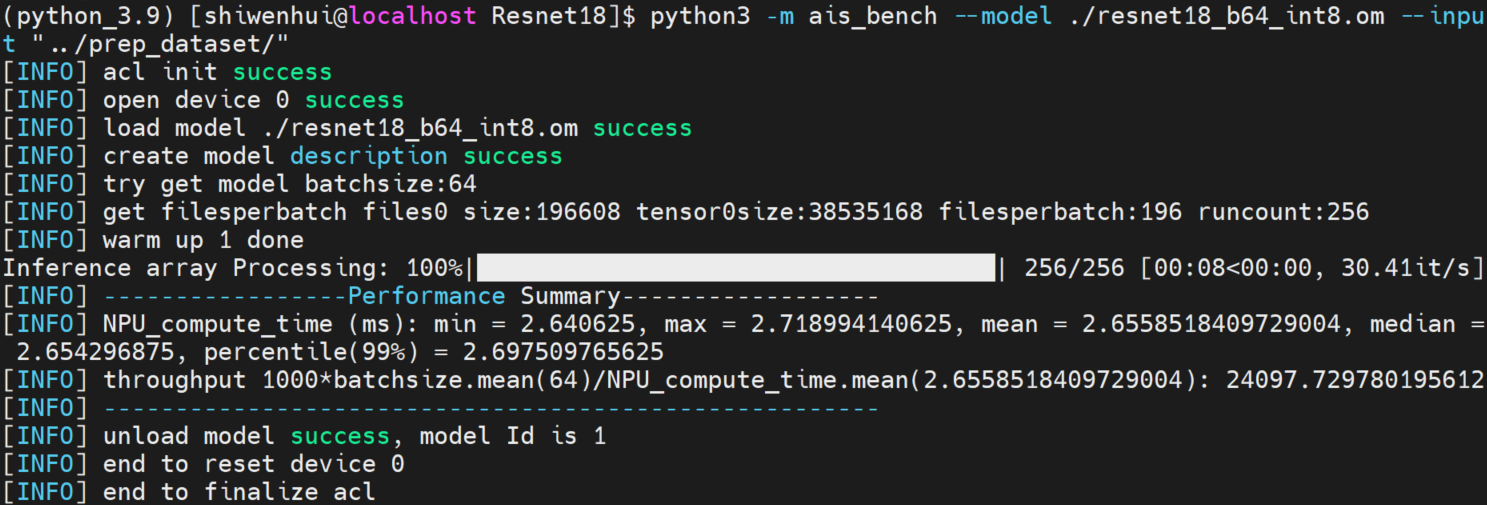 (python_3.9) [shiwenhui@localhost Resnet18]$ python3 -m ais_bench --model ./resnet18_b64_int8.om --inpu
t "../prep_dataset/"
[INFO] acl init success
[INFO] open device 0 success
[INFO] load model ./resnet18_b64_int8.om success
[INFO] create model description success
[INFO] try get model batchsize:64
[INFO] get filesperbatch files0 size:196608 tensor0size:38535168 filesperbatch:196 runcount:256
[INFO] warm up 1 done
Inference array Processing: 100%|██████████| 256/256 [00:08<00:00, 30.41it/s]
[INFO] -----------------Performance Summary------------------
[INFO] NPU_compute_time (ms): min = 2.640625, max = 2.718994140625, mean = 2.6558518409729004, median =
 2.654296875, percentile(99%) = 2.697509765625
[INFO] throughput 1000*batchsize.mean(64)/NPU_compute_time.mean(2.6558518409729004): 24097.729780195612
[INFO] ------------------------------------------------------
[INFO] unload model success, model Id is 1
[INFO] end to reset device 0
[INFO] end to finalize acl